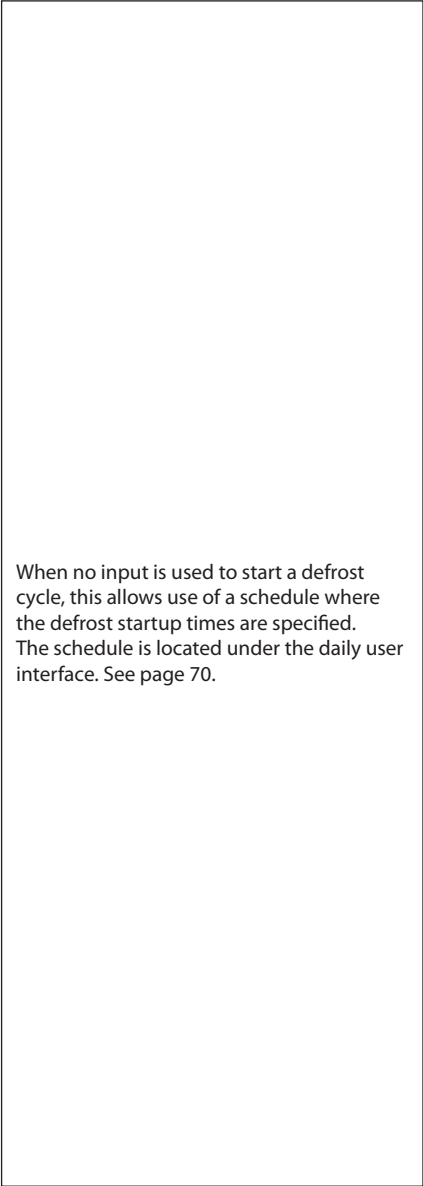 When no input is used to start a defrost
cycle, this allows use of a schedule where
the defrost startup times are specified.
The schedule is located under the daily user
interface. See page 70.